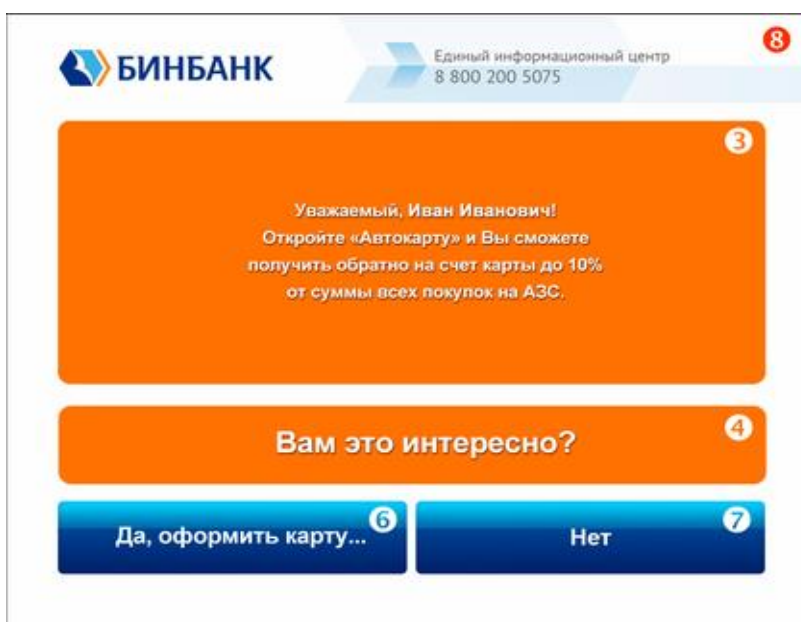 БИНБАНК
Единый информационный центр
8 800 200 5075
8
3
Уважаемый, Иван Иванович!
Откройте «Автокарту» и Вы сможете
получить обратно на счет карты до 10%
от суммы всех покупок на АЗС.
4
Вам это интересно?
6
Да, оформить карту...
7
Нет